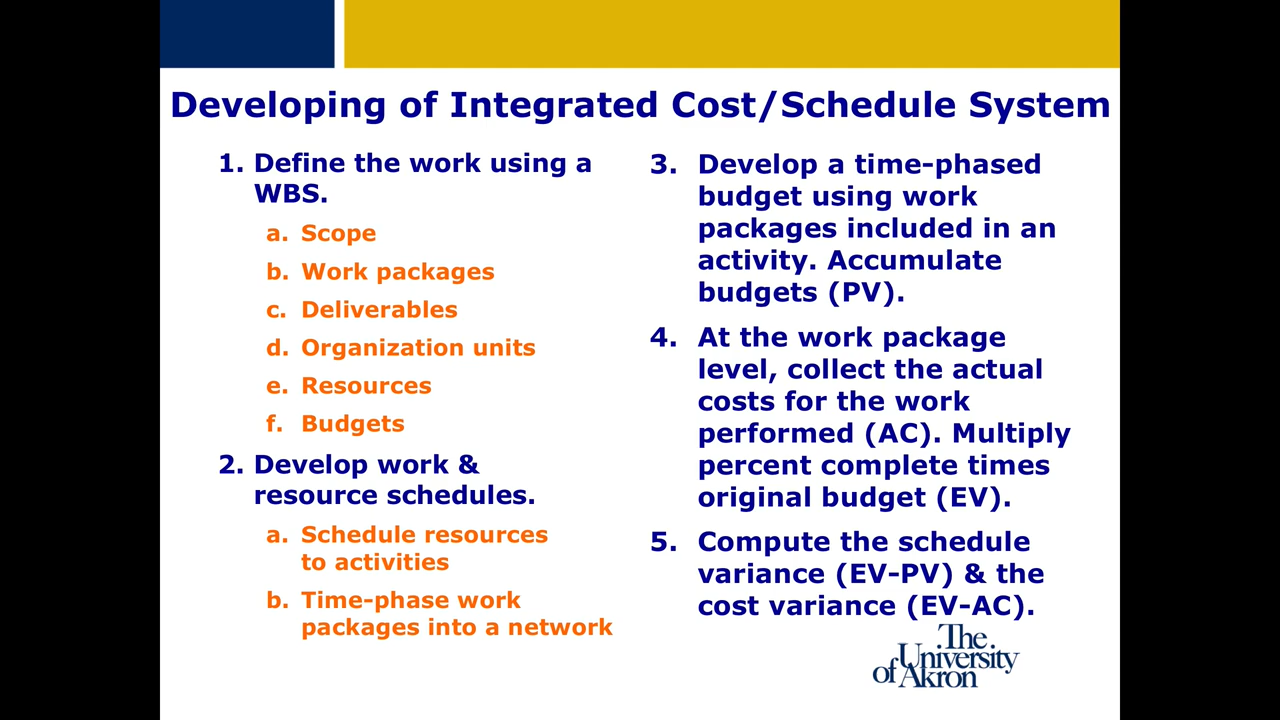 Developing of Integrated Cost/Schedule System
1. Define the work using a
WBS.
a. Scope
b. Work packages
c. Deliverables
d. Organization units
e. Resources
f. Budgets
2. Develop work &
resource schedules.
a. Schedule resources
to activities
b. Time-phase work
packages into a network
3. Develop a time-phased
budget using work
packages included in an
activity. Accumulate
budgets (PV).
4. At the work package
level, collect the actual
costs for the work
performed (AC). Multiply
percent complete times
original budget (EV).
5. Compute the schedule
variance (EV-PV) & the
cost variance (EV-AC).
The
University
of Akron